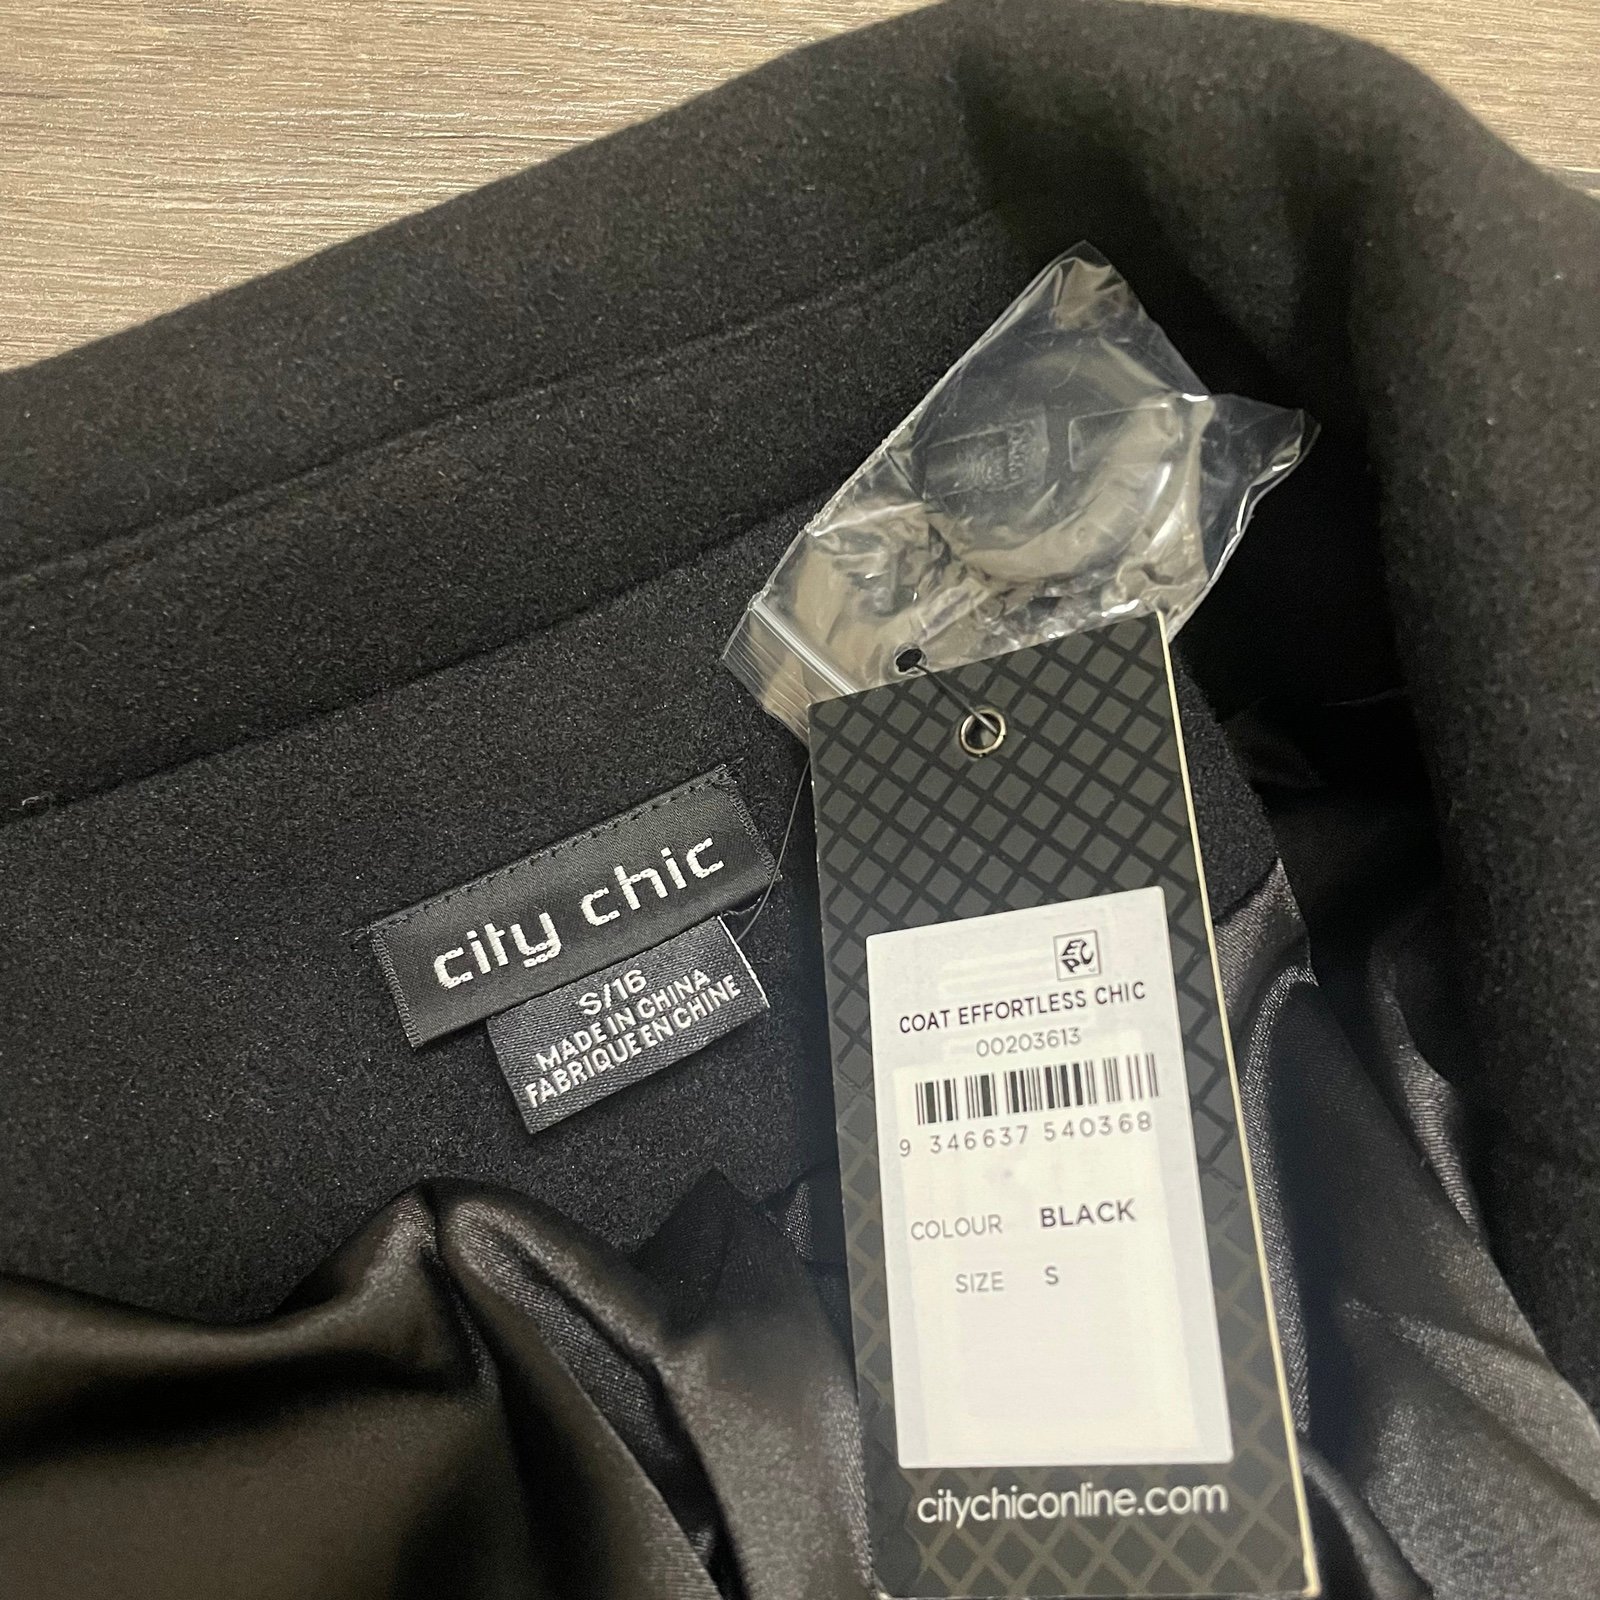 city chic
S/16
MADE IN CHINA
FABRIQUE EN CHINE
EPC
COAT EFFORTLESS CHIC
00203613
9 346637 540368
COLOUR BLACK
SIZE S
citychiconline.com